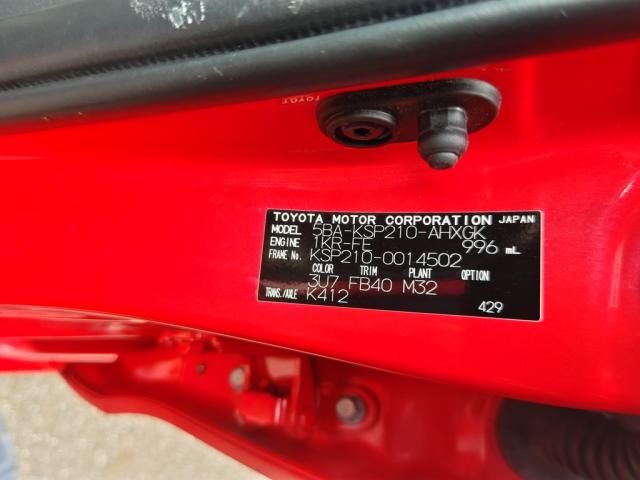 TOYOTA MOTOR CORPORATION JAPAN
MODEL 5BA-KSP210-AHXGK
ENGINE 1KR-FE 996 mL
FRAME No. KSP210-0014502
COLOR TRIM PLANT OPTION
3U7 FB40 M32
TRANS./AXLE K412
429